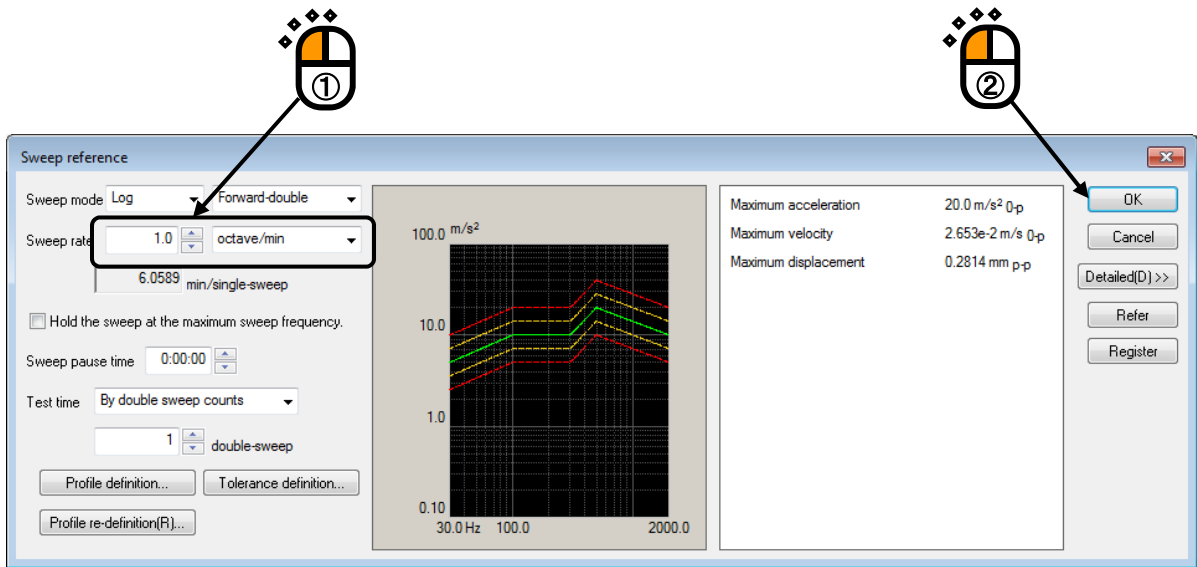 ① ②
Sweep reference
Sweep mode Log Forward-double
Sweep rate 1.0 octave/min
6.0589 min/single-sweep
Hold the sweep at the maximum sweep frequency.
Sweep pause time 0:00:00
Test time By double sweep counts
1 double-sweep
Profile definition... Tolerance definition...
Profile re-definition(R)...
100.0 m/s²
10.0
1.0
0.10
30.0 Hz 100.0 2000.0
Maximum acceleration 20.0 m/s² 0-p
Maximum velocity 2.653e-2 m/s 0-p
Maximum displacement 0.2814 mm p-p
OK
Cancel
Detailed(D) >>
Refer
Register